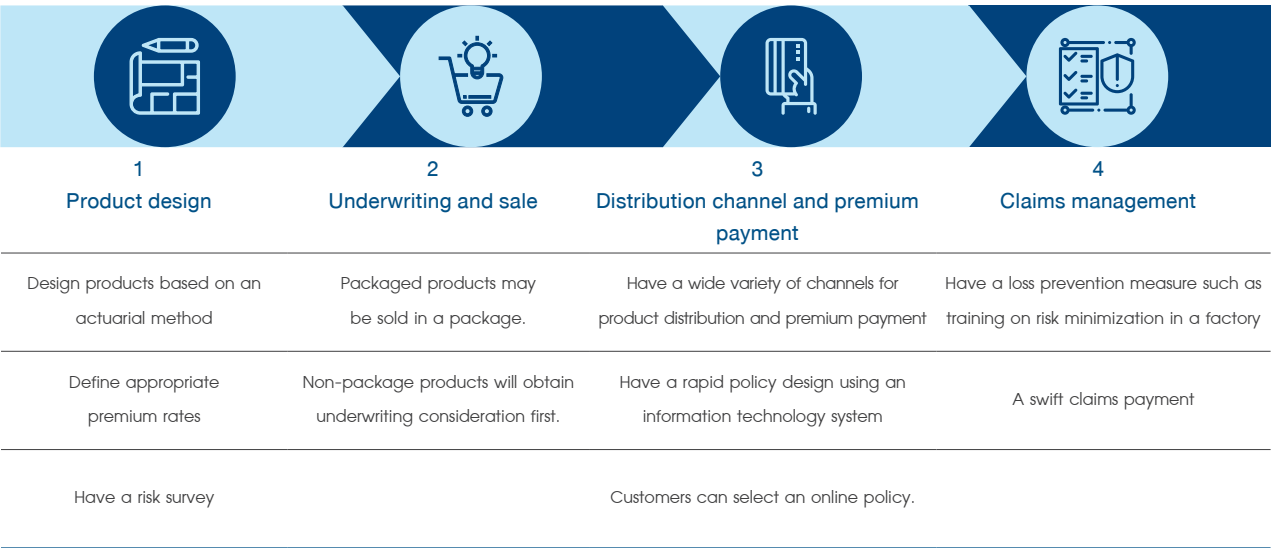 1
Product design
2
Underwriting and sale
3
Distribution channel and premium
payment
4
Claims management
Design products based on an
actuarial method
Packaged products may
be sold in a package.
Have a wide variety of channels for
product distribution and premium payment
Have a loss prevention measure such as
training on risk minimization in a factory
Define appropriate
premium rates
Non-package products will obtain
underwriting consideration first.
Have a rapid policy design using an
information technology system
A swift claims payment
Have a risk survey
Customers can select an online policy.